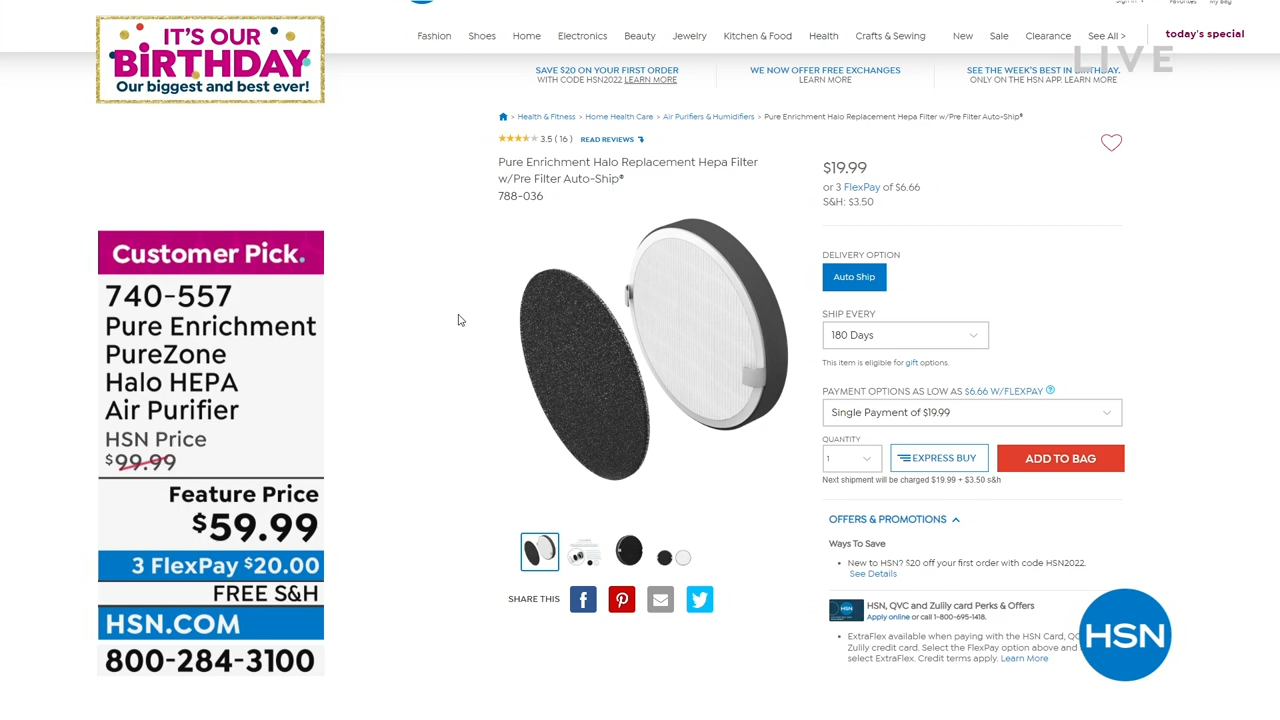 IT'S OUR
BiRTHDAY
Our biggest and best ever!
Favorites
My Bag
Fashion Shoes Home Electronics Beauty Jewelry Kitchen & Food Health Crafts & Sewing New Sale Clearance See All > today's special
LIVE
SAVE $20 ON YOUR FIRST ORDER
WITH CODE HSN2022 LEARN MORE
WE NOW OFFER FREE EXCHANGES
LEARN MORE
SEE THE WEEK'S BEST IN BIRTHDAY.
ONLY ON THE HSN APP. LEARN MORE
Health & Fitness > Home Health Care > Air Purifiers & Humidifiers > Pure Enrichment Halo Replacement Hepa Filter w/Pre Filter Auto-Ship®
3.5 ( 16 ) READ REVIEWS
Pure Enrichment Halo Replacement Hepa Filter
w/Pre Filter Auto-Ship®
788-036
$19.99
or 3 FlexPay of $6.66
S&H: $3.50
DELIVERY OPTION
Auto Ship
SHIP EVERY
180 Days
This item is eligible for gift options.
PAYMENT OPTIONS AS LOW AS $6.66 W/FLEXPAY ?
Single Payment of $19.99
QUANTITY
1
EXPRESS BUY
ADD TO BAG
Next shipment will be charged $19.99 + $3.50 s&h
OFFERS & PROMOTIONS
Ways To Save
• New to HSN? $20 off your first order with code HSN2022.
See Details
HSN
HSN, QVC and Zulily card Perks & Offers
Apply online or call 1-800-695-1418.
• ExtraFlex available when paying with the HSN Card, QC
Zulily credit card. Select the FlexPay option above and
select ExtraFlex. Credit terms apply. Learn More
SHARE THIS
Customer Pick.
740-557
Pure Enrichment
PureZone
Halo HEPA
Air Purifier
HSN Price
$99.99
Feature Price
$59.99
3 FlexPay $20.00
FREE S&H
HSN.COM
800-284-3100
HSN